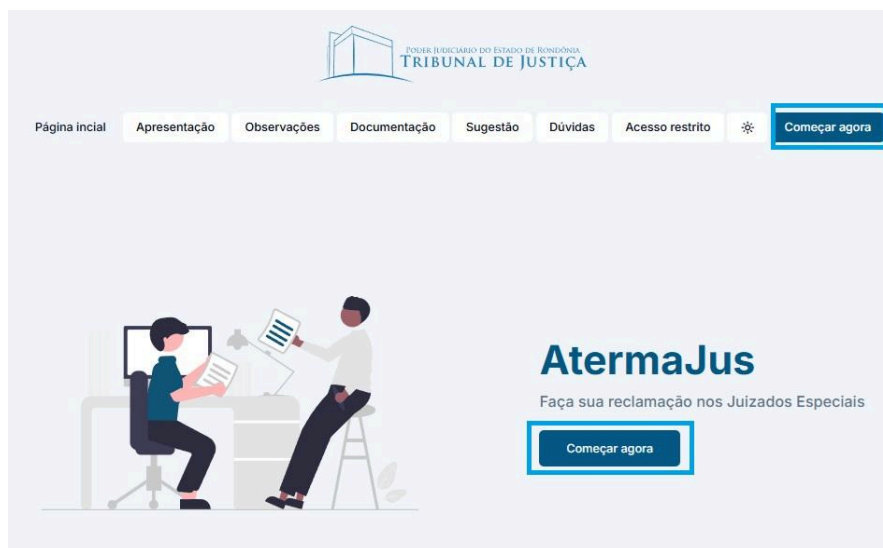 PODER JUDICIÁRIO DO ESTADO DE RONDÔNIA
TRIBUNAL DE JUSTIÇA
Página incial Apresentação Observações Documentação Sugestão Dúvidas Acesso restrito Começar agora
AtermaJus
Faça sua reclamação nos Juizados Especiais
Começar agora